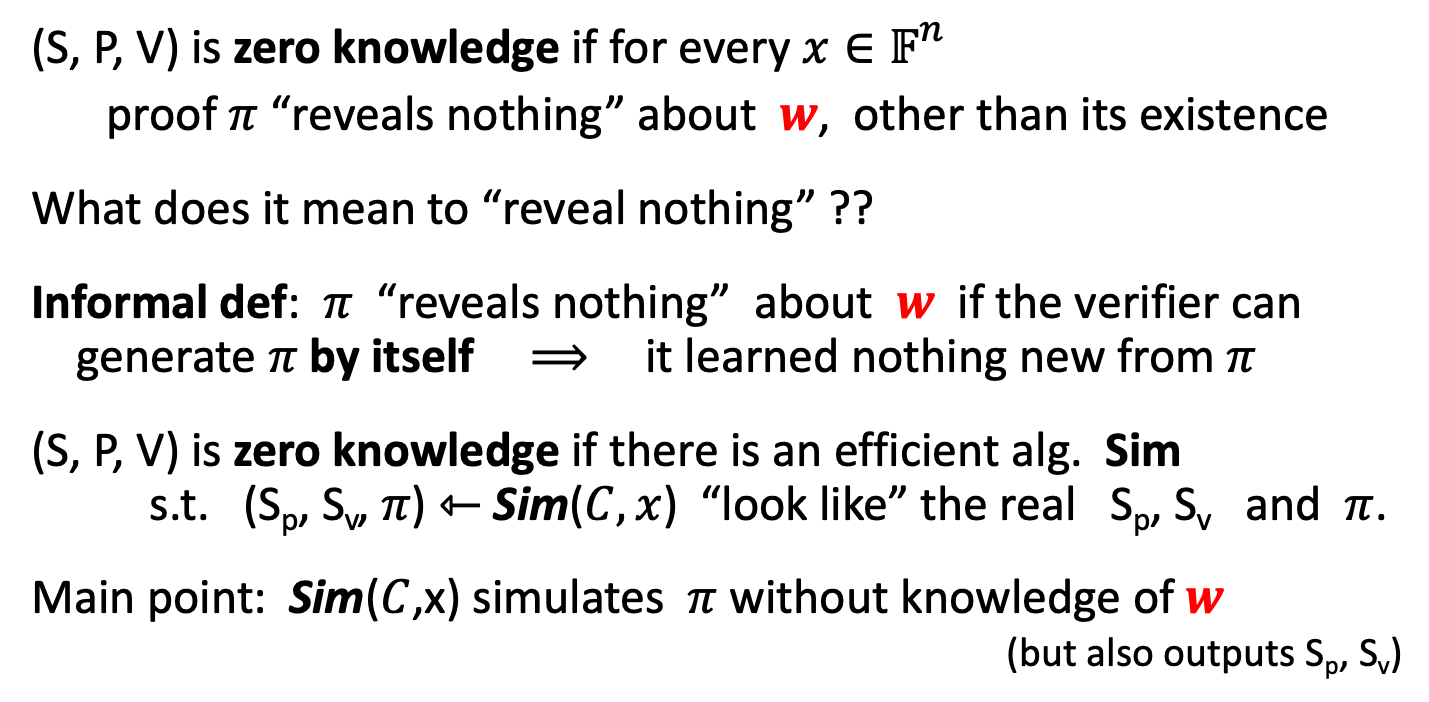 (S, P, V) is zero knowledge if for every 𝑥 ∈ 𝔽ⁿ
proof 𝜋 “reveals nothing” about w, other than its existence
What does it mean to “reveal nothing” ??
Informal def: 𝜋 “reveals nothing” about w if the verifier can
generate 𝜋 by itself ⟹ it learned nothing new from 𝜋
(S, P, V) is zero knowledge if there is an efficient alg. Sim
s.t. (Sₚ, Sᵥ, 𝜋) ← Sim(𝐶, 𝑥) “look like” the real Sₚ, Sᵥ and 𝜋.
Main point: Sim(𝐶,x) simulates 𝜋 without knowledge of w
(but also outputs Sₚ, Sᵥ)